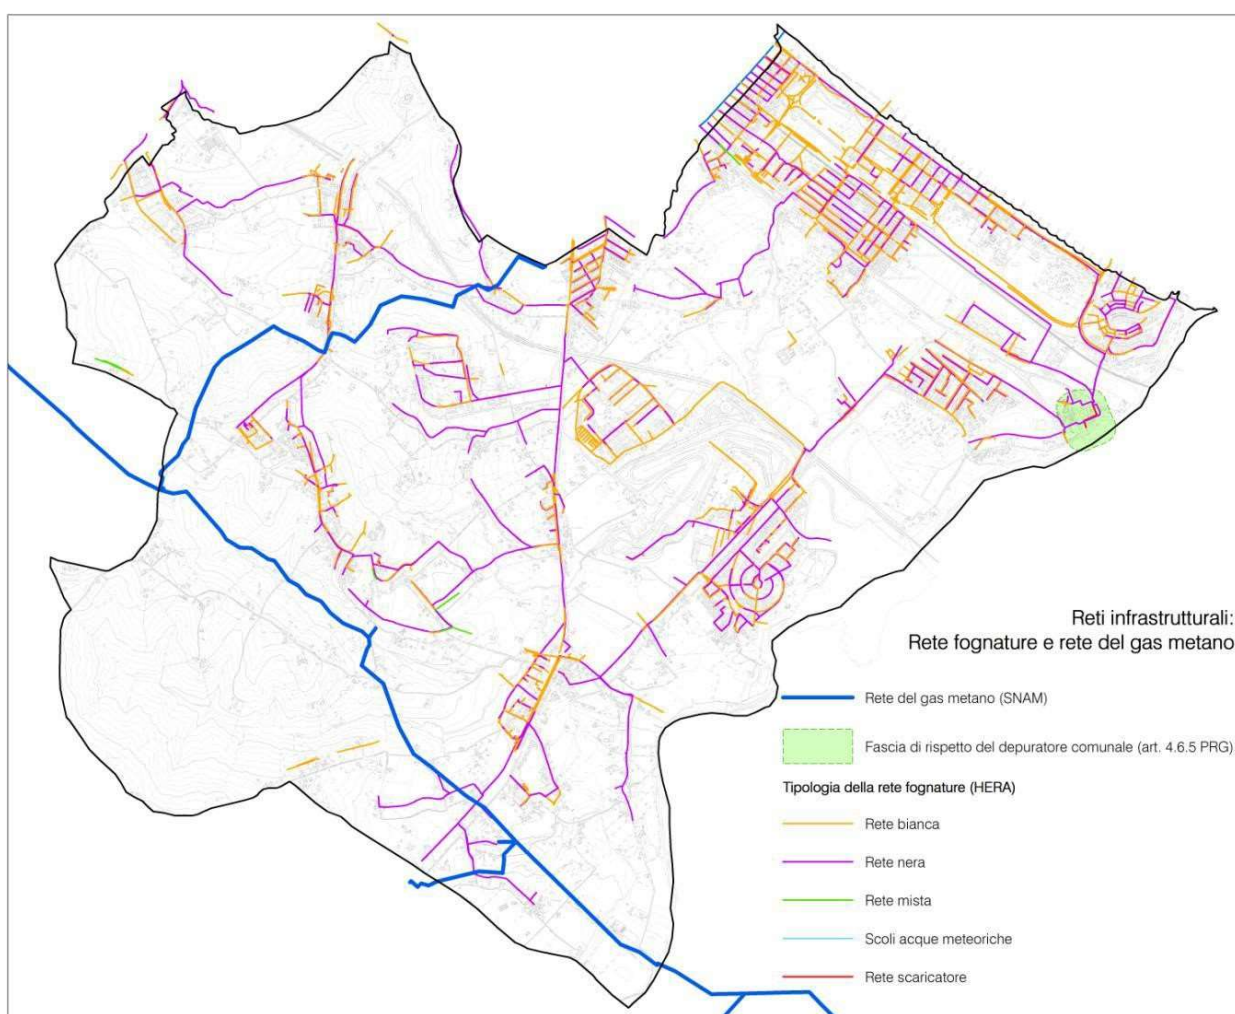 Reti infrastrutturali:
Rete fognature e rete del gas metano
Rete del gas metano (SNAM)
Fascia di rispetto del depuratore comunale (art. 4.6.5 PRG)
Tipologia della rete fognature (HERA)
Rete bianca
Rete nera
Rete mista
Scoli acque meteoriche
Rete scaricatore